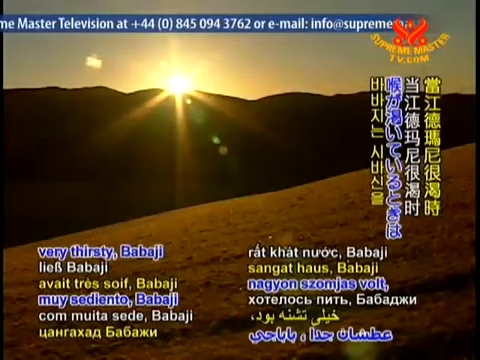 me Master Television at +44 (0) 845 094 3762 or e-mail: info@supreme
SUPREME MASTER
TV.COM
當江德瑪尼很渴時
当江德玛尼很渴时
喉が渇いているときは
바바지는 시바신을
very thirsty, Babaji
ließ Babaji
avait très soif, Babaji
muy sediento, Babaji
com muita sede, Babaji
цангахад Бабажи
rất khát nước, Babaji
sangat haus, Babaji
nagyon szomjas volt,
хотелось пить, Бабаджи
خیلی تشنه بود،
عطشان جدا ، باباجي